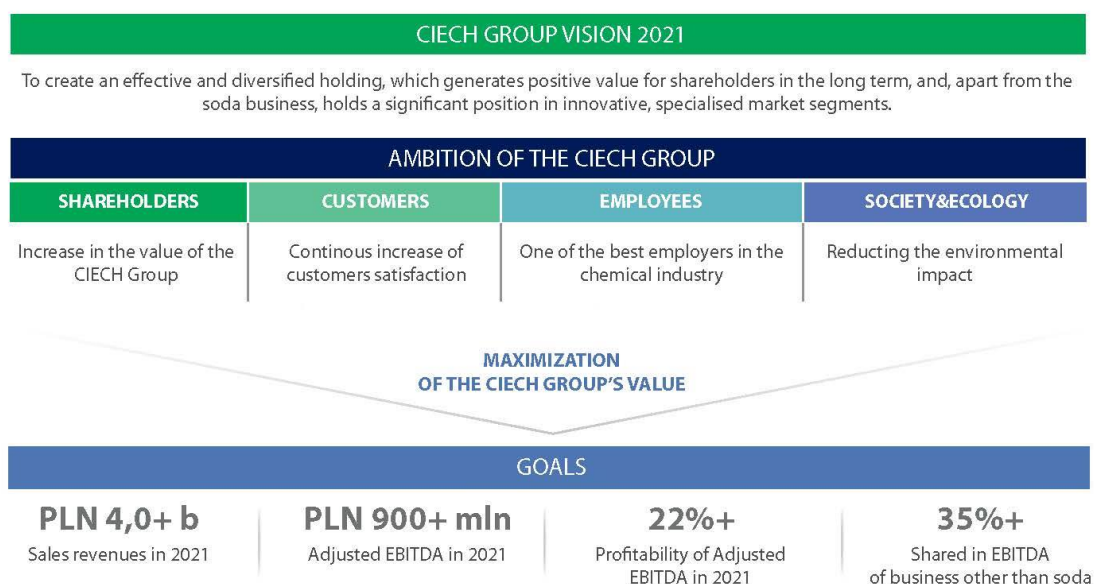 CIECH GROUP VISION 2021
To create an effective and diversified holding, which generates positive value for shareholders in the long term, and, apart from the
soda business, holds a significant position in innovative, specialised market segments.
AMBITION OF THE CIECH GROUP
SHAREHOLDERS
Increase in the value of the
CIECH Group
CUSTOMERS
Continous increase of
customers satisfaction
EMPLOYEES
One of the best employers in the
chemical industry
SOCIETY&ECOLOGY
Reducting the environmental
impact
MAXIMIZATION
OF THE CIECH GROUP'S VALUE
GOALS
PLN 4,0+ b
Sales revenues in 2021
PLN 900+ mln
Adjusted EBITDA in 2021
22%+
Profitability of Adjusted
EBITDA in 2021
35%+
Shared in EBITDA
of business other than soda